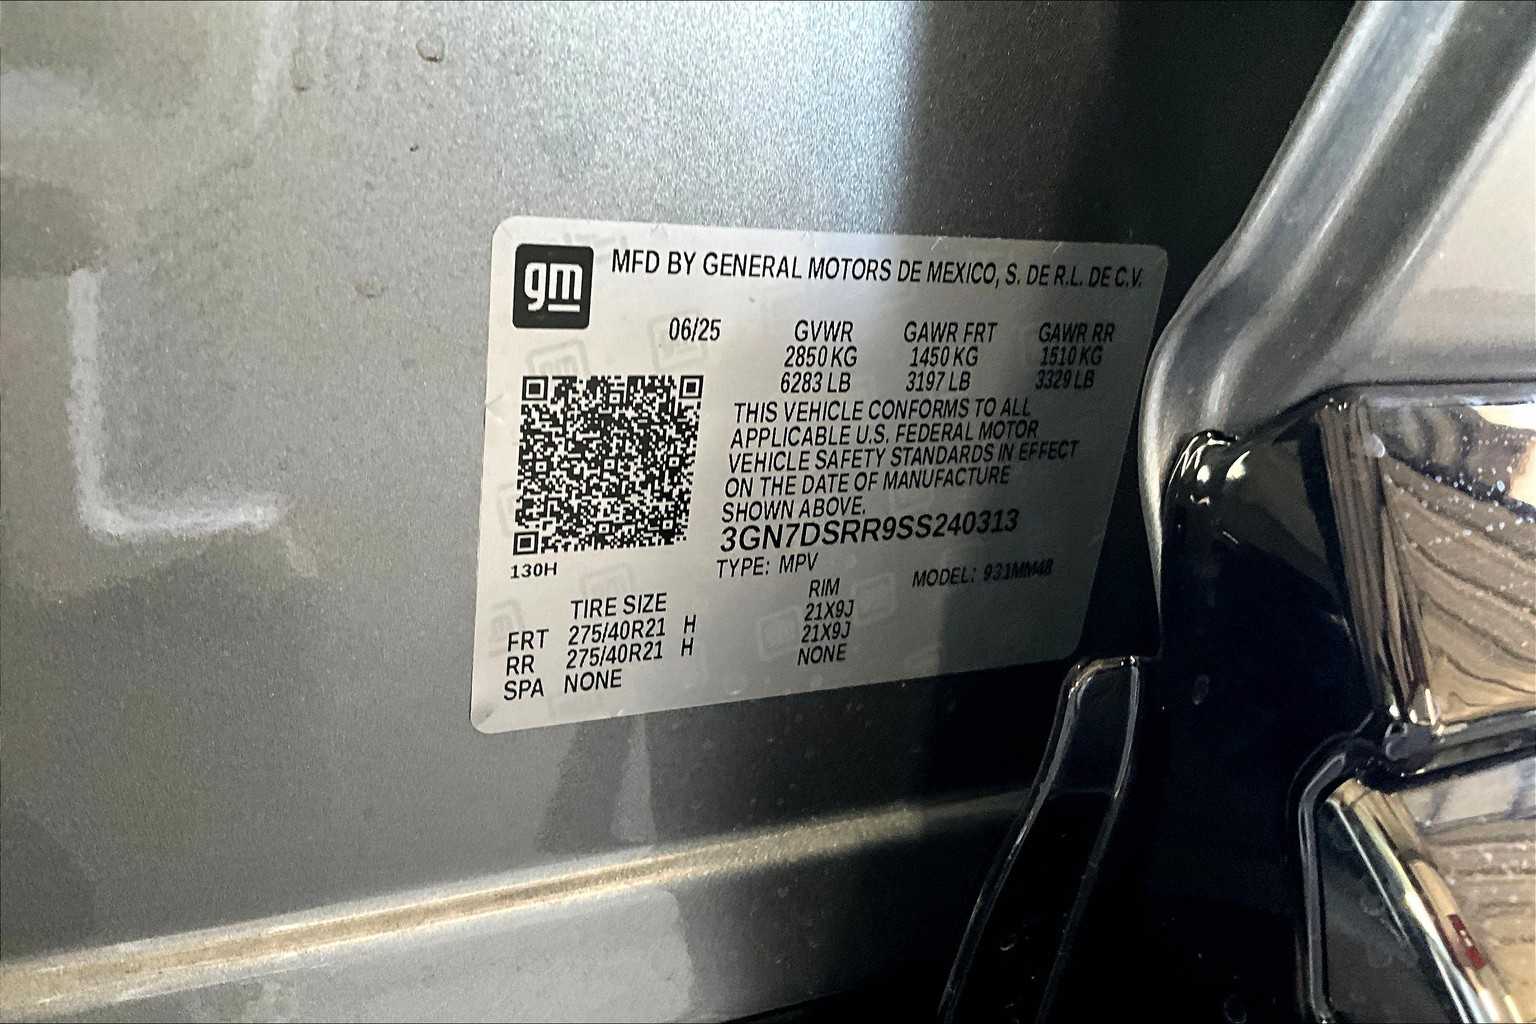 gm
MFD BY GENERAL MOTORS DE MEXICO, S. DE R.L. DE C.V.
06/25 GVWR GAWR FRT GAWR RR
2850 KG 1450 KG 1510 KG
6283 LB 3197 LB 3329 LB
THIS VEHICLE CONFORMS TO ALL
APPLICABLE U.S. FEDERAL MOTOR
VEHICLE SAFETY STANDARDS IN EFFECT
ON THE DATE OF MANUFACTURE
SHOWN ABOVE.
3GN7DSRR9SS240313
130H
TYPE: MPV MODEL: 931MM48
TIRE SIZE RIM
FRT 275/40R21 H 21X9J
RR 275/40R21 H 21X9J
SPA NONE NONE